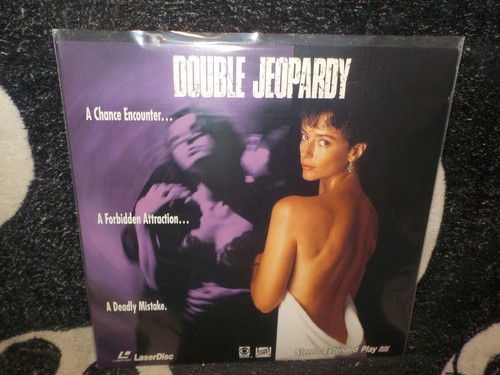 DOUBLE JEOPARDY
A Chance Encounter...
A Forbidden Attraction...
A Deadly Mistake.
LaserDisc
Stereo Extended Play